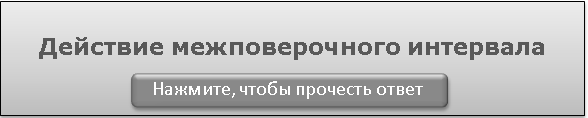 Действие межповерочного интервала
Нажмите, чтобы прочесть ответ